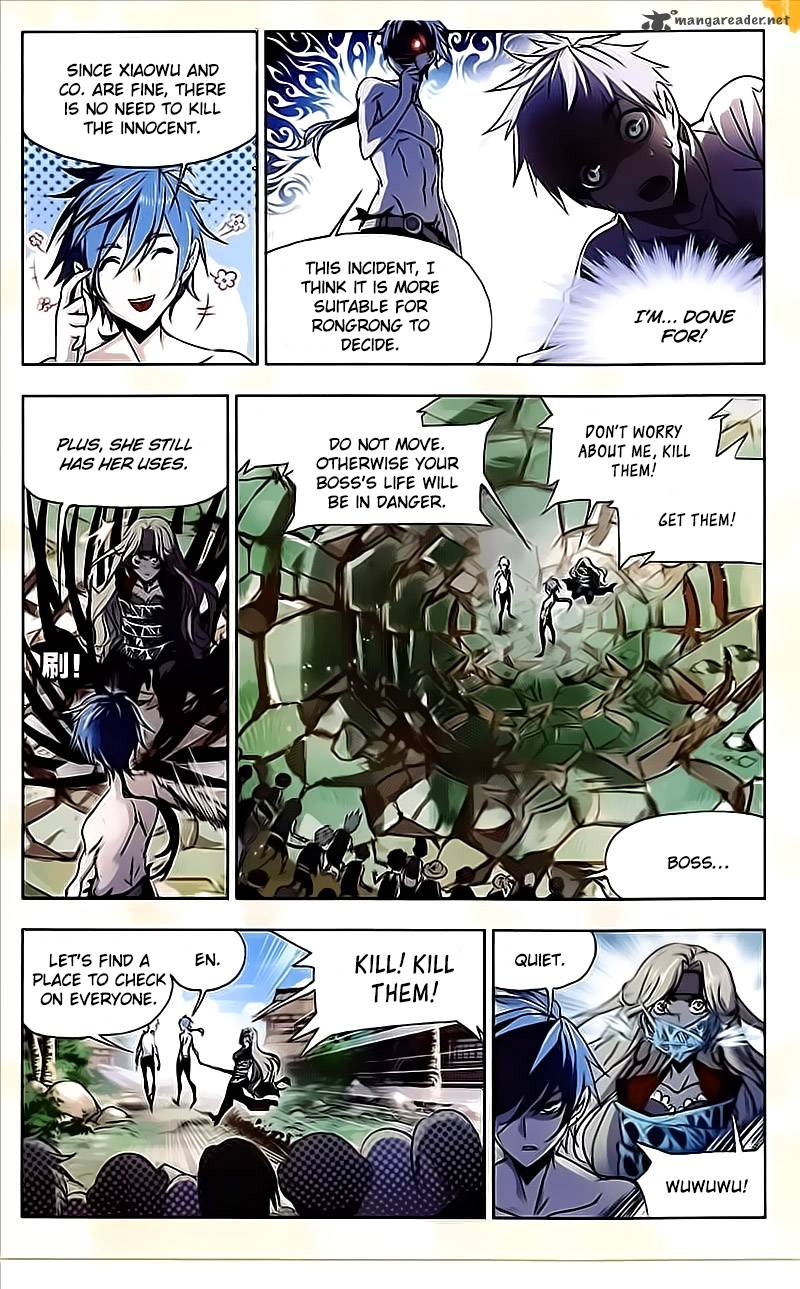 mangareader.net
SINCE XIAOWU AND
CO. ARE FINE, THERE
IS NO NEED TO KILL
THE INNOCENT.
THIS INCIDENT, I
THINK IT IS MORE
SUITABLE FOR
RONGRONG TO
DECIDE.
I'M... DONE
FOR!
PLUS, SHE STILL
HAS HER USES.
刷!
DO NOT MOVE.
OTHERWISE YOUR
BOSS'S LIFE WILL
BE IN DANGER.
DON'T WORRY
ABOUT ME, KILL
THEM!
GET THEM!
BOSS...
LET'S FIND A
PLACE TO CHECK
ON EVERYONE.
EN.
KILL! KILL
THEM!
QUIET.
WUWUWU!